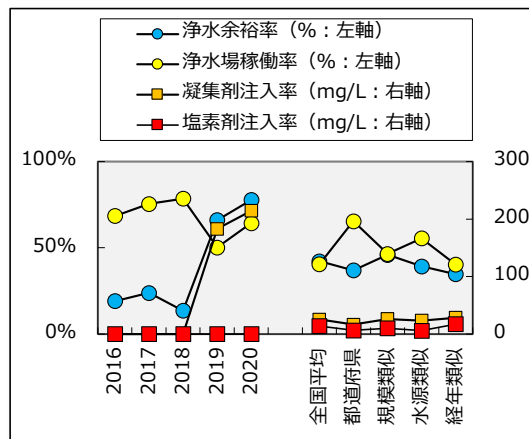 浄水余裕率（%：左軸）
浄水場稼働率（%：左軸）
凝集剤注入率（mg/L：右軸）
塩素剤注入率（mg/L：右軸）
100%
50%
0%
300
200
100
0
2016
2017
2018
2019
2020
全国平均
都道府県
規模類似
水源類似
経年類似